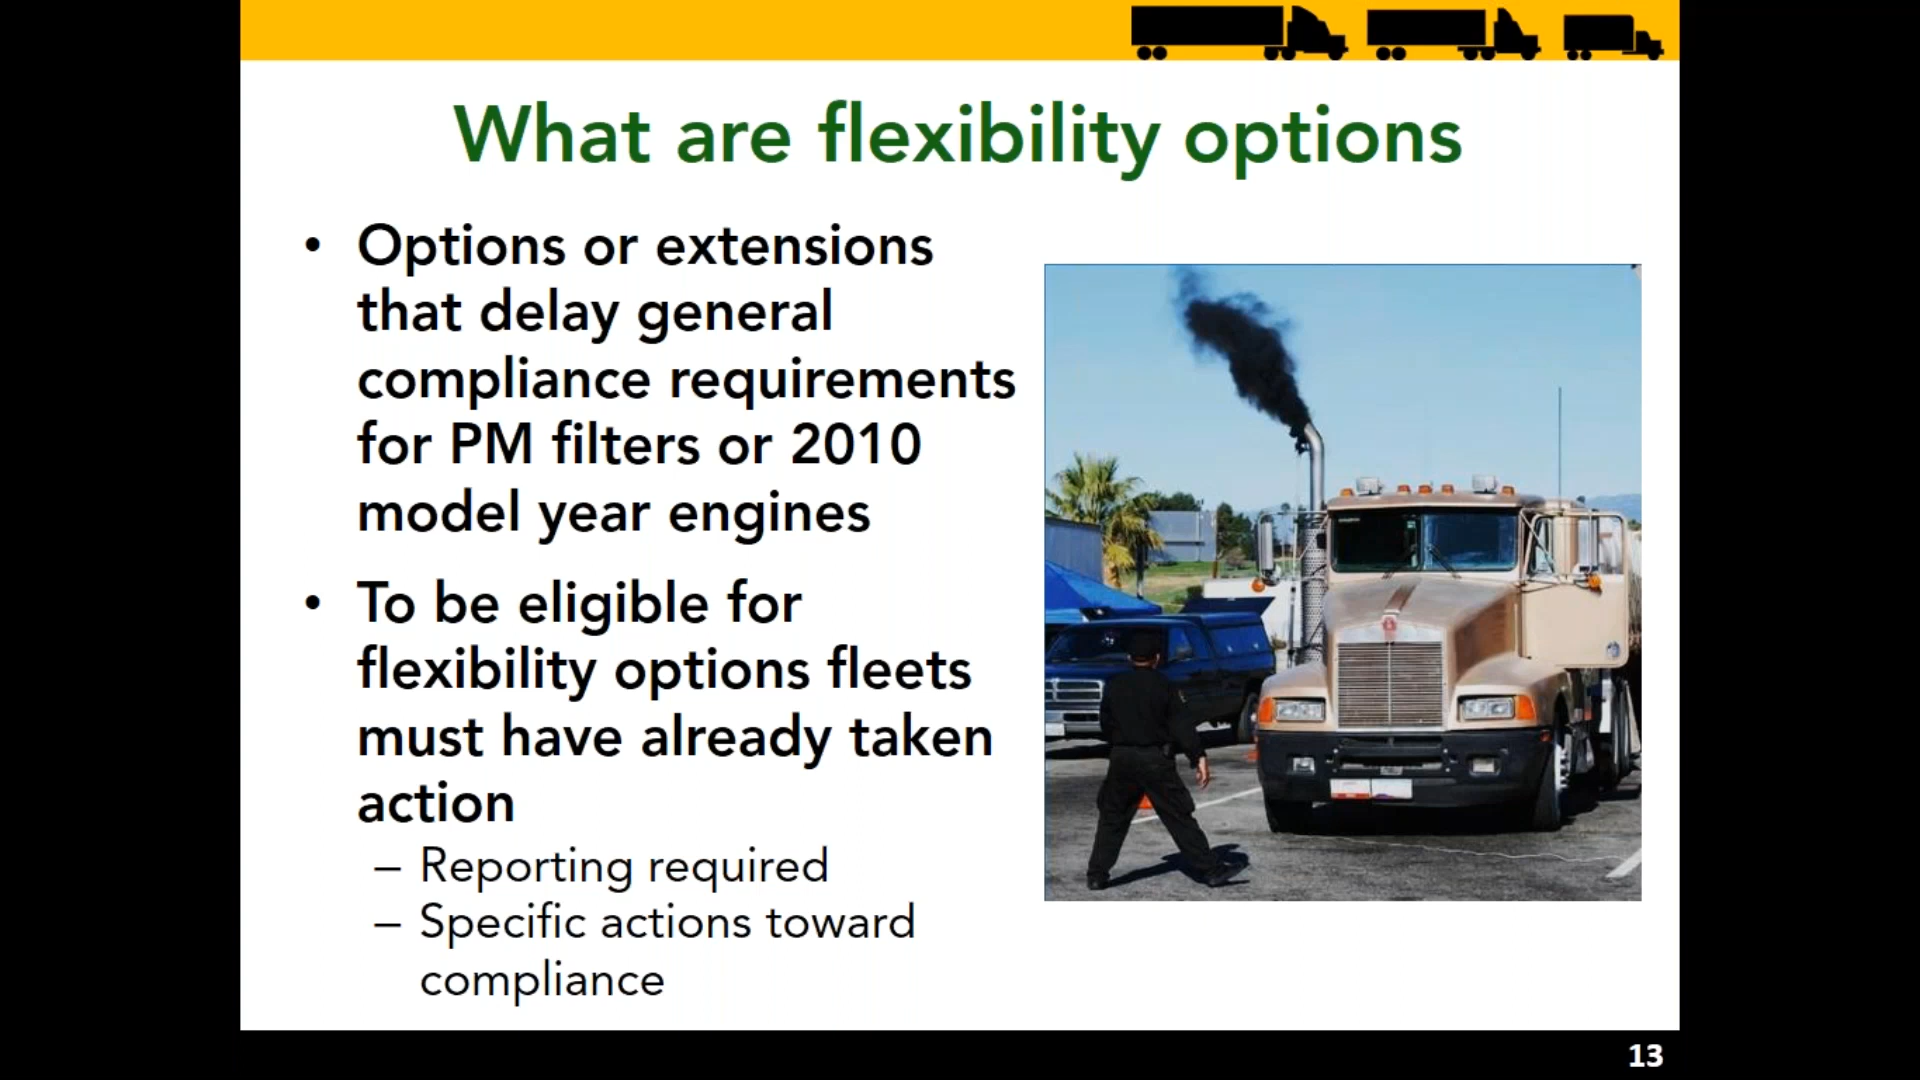 What are flexibility options
• Options or extensions
that delay general
compliance requirements
for PM filters or 2010
model year engines
• To be eligible for
flexibility options fleets
must have already taken
action
– Reporting required
– Specific actions toward
compliance
13